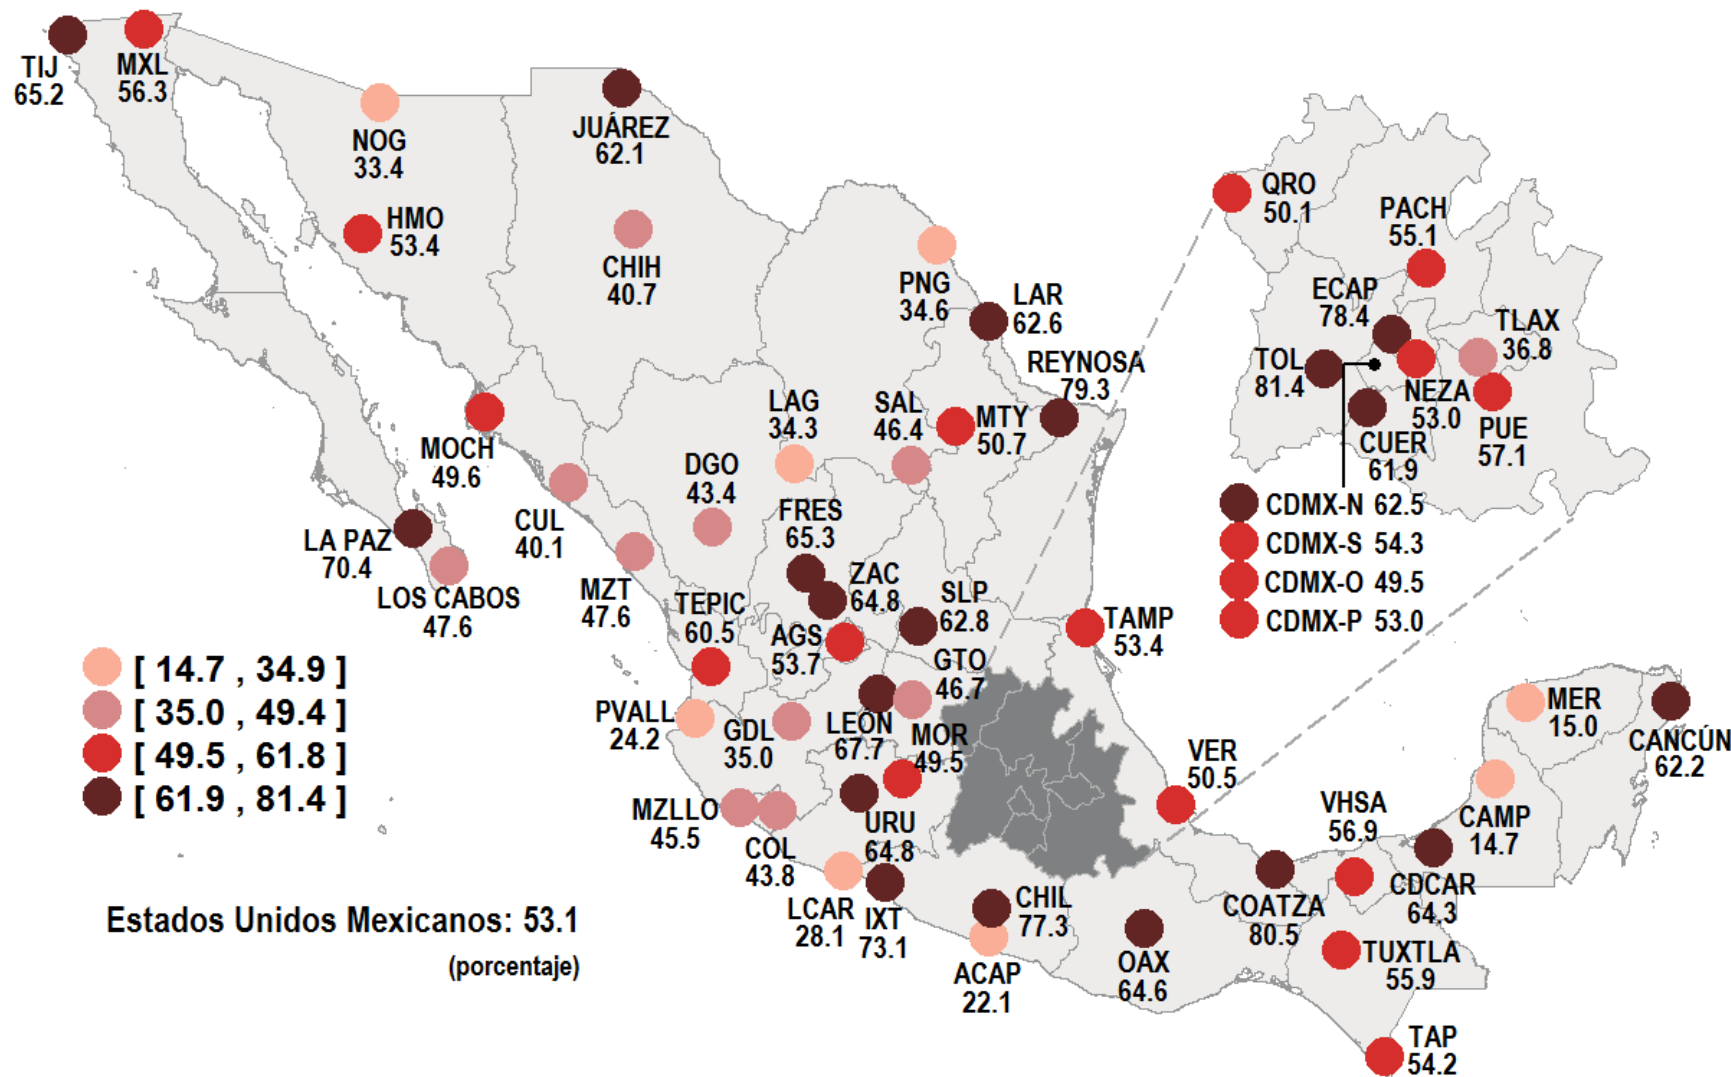 TIJ
65.2
MXL
56.3
NOG
33.4
HMO
53.4
JUÁREZ
62.1
CHIH
40.7
PNG
34.6
LAR
62.6
REYNOSA
79.3
LAG
34.3
SAL
46.4
MTY
50.7
MOCH
49.6
DGO
43.4
CUL
40.1
FRES
65.3
LA PAZ
70.4
LOS CABOS
47.6
MZT
47.6
ZAC
64.8
SLP
62.8
TEPIC
60.5
AGS
53.7
GTO
46.7
TAMP
53.4
PVALL
24.2
GDL
35.0
LEÓN
67.7
MOR
49.5
MZLLO
45.5
COL
43.8
URU
64.8
LCAR
28.1
IXT
73.1
CHIL
77.3
ACAP
22.1
OAX
64.6
VER
50.5
COATZA
80.5
VHSA
56.9
CDCAR
64.3
CAMP
14.7
MER
15.0
CANCÚN
62.2
TUXTLA
55.9
TAP
54.2
QRO
50.1
PACH
55.1
ECAP
78.4
TLAX
36.8
TOL
81.4
NEZA
53.0
CUER
61.9
PUE
57.1
CDMX-N 62.5
CDMX-S 54.3
CDMX-O 49.5
CDMX-P 53.0
[ 14.7 , 34.9 ]
[ 35.0 , 49.4 ]
[ 49.5 , 61.8 ]
[ 61.9 , 81.4 ]
Estados Unidos Mexicanos: 53.1
(porcentaje)